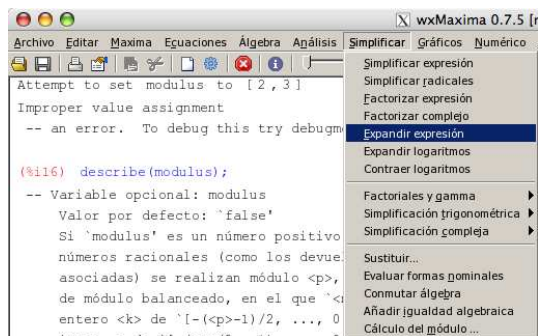 X wxMaxima 0.7.5 [
Archivo Editar Maxima Ecuaciones Álgebra Análisis Simplificar Gráficos Numérico
Attempt to set modulus to [2,3]
Improper value assignment
-- an error. To debug this try debugm
(%i16) describe(modulus);
-- Variable opcional: modulus
Valor por defecto: `false'
Si `modulus' es un número positivo
números racionales (como los devue
asociadas) se realizan módulo <p>,
de módulo balanceado, en el que `<
entero <k> de `[-(<p>-1)/2, ..., 0
Simplificar expresión
Simplificar radicales
Factorizar expresión
Factorizar complejo
Expandir expresión
Expandir logaritmos
Contraer logaritmos
Factoriales y gamma
Simplificación trigonométrica
Simplificación compleja
Sustituir...
Evaluar formas nominales
Conmutar álgebra
Añadir igualdad algebraica
Cálculo del módulo ...